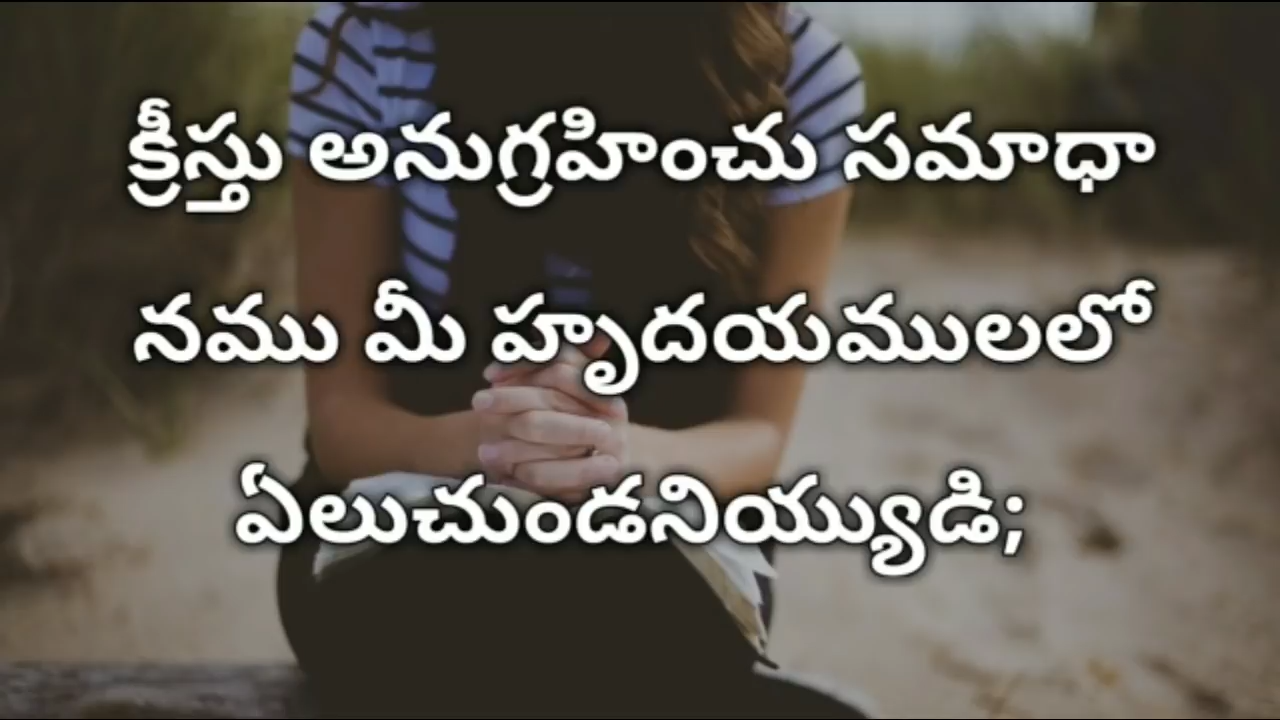 క్రీస్తు అనుగ్రహించు సమాధా
నము మీ హృదయములలో
ఏలుచుండనియ్యుడి;